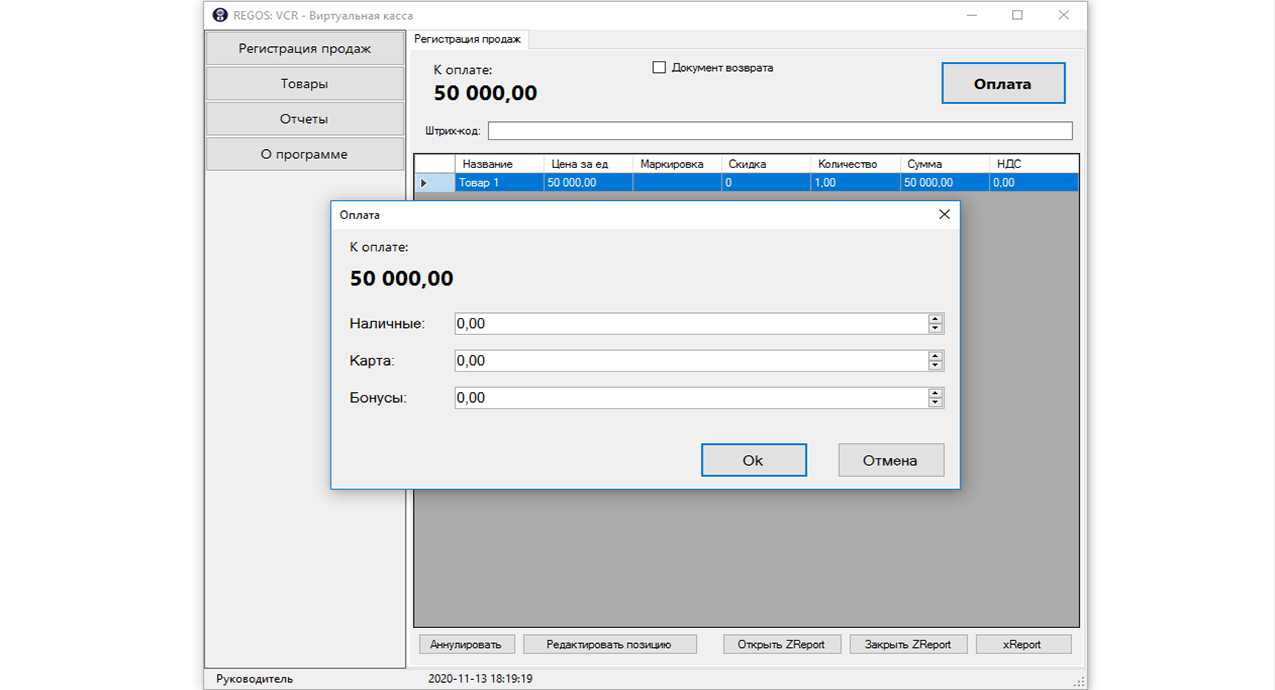 REGOS: VCR - Виртуальная касса
Регистрация продаж
Товары
Отчеты
О программе
Регистрация продаж
К оплате:
50 000,00
Документ возврата
Оплата
Штрих-код:
Название Цена за ед Маркировка Скидка Количество Сумма НДС
Товар 1 50 000,00 0 1,00 50 000,00 0,00
Оплата
К оплате:
50 000,00
Наличные: 0,00
Карта: 0,00
Бонусы: 0,00
Ok Отмена
Аннулировать Редактировать позицию Открыть ZReport Закрыть ZReport xReport
Руководитель 2020-11-13 18:19:19